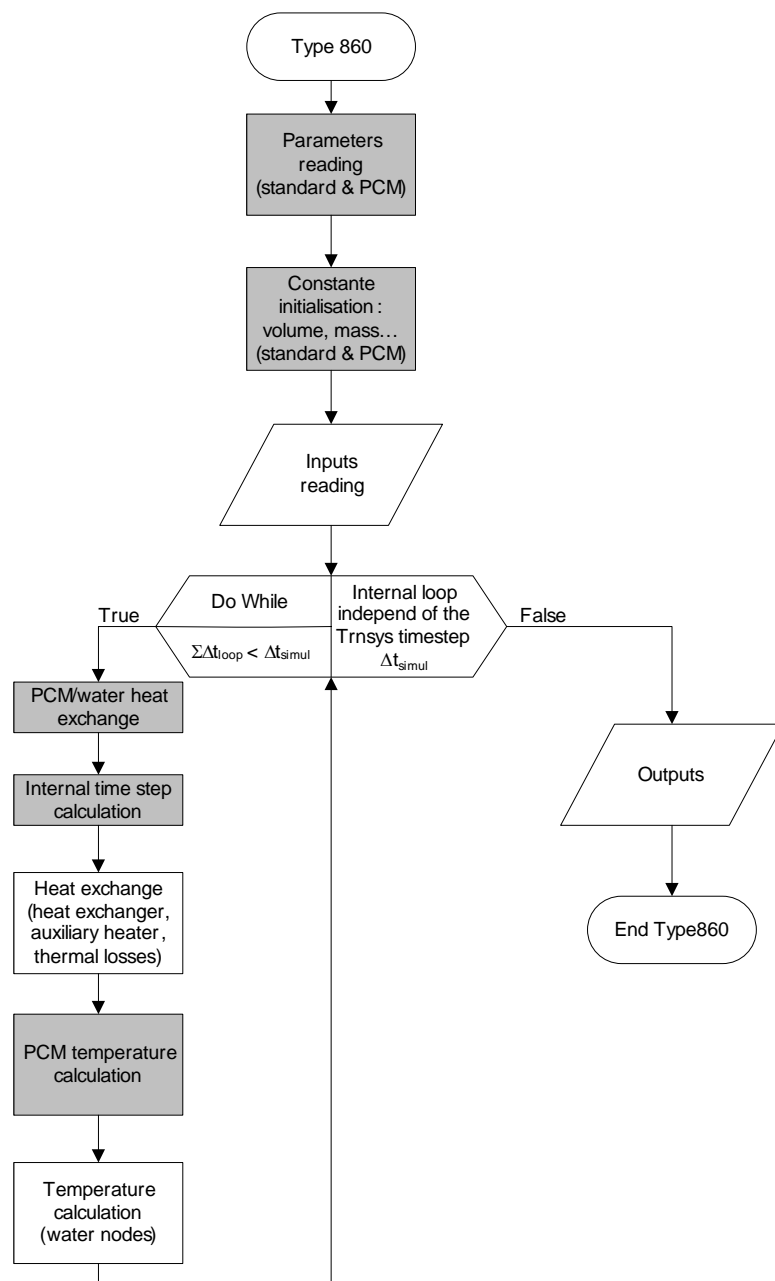 Type 860
Parameters
reading
(standard & PCM)
Constante
initialisation :
volume, mass…
(standard & PCM)
Inputs
reading
True
Do While
ΣΔtloop < Δtsimul
Internal loop
independ of the
Trnsys timestep
Δtsimul
False
PCM/water heat
exchange
Internal time step
calculation
Heat exchange
(heat exchanger,
auxiliary heater,
thermal losses)
PCM temperature
calculation
Temperature
calculation
(water nodes)
Outputs
End Type860